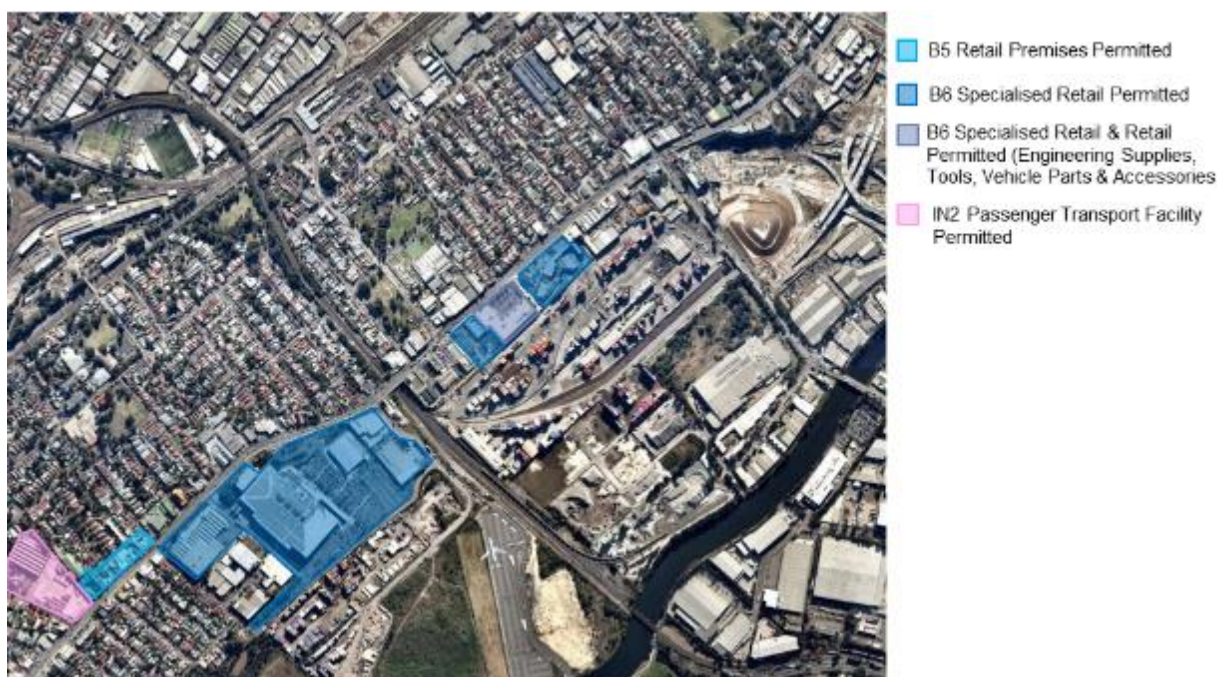 B5 Retail Premises Permitted
B6 Specialised Retail Permitted
B6 Specialised Retail & Retail
Permitted (Engineering Supplies,
Tools, Vehicle Parts & Accessories
IN2 Passenger Transport Facility
Permitted